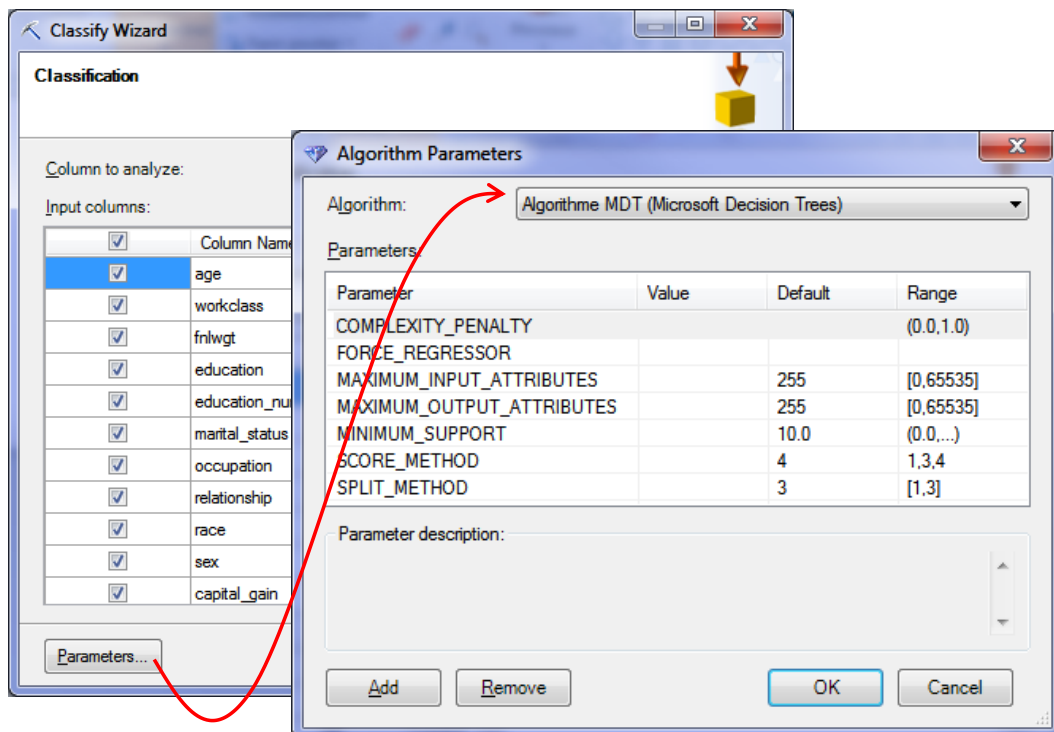 Classify Wizard
Classification
Column to analyze:
Input columns:
Column Name
age
workclass
fnlwgt
education
education_nu
marital_status
occupation
relationship
race
sex
capital_gain
Parameters...
Algorithm Parameters
Algorithm: Algorithme MDT (Microsoft Decision Trees)
Parameters:
Parameter Value Default Range
COMPLEXITY_PENALTY (0.0,1.0)
FORCE_REGRESSOR
MAXIMUM_INPUT_ATTRIBUTES 255 [0,65535]
MAXIMUM_OUTPUT_ATTRIBUTES 255 [0,65535]
MINIMUM_SUPPORT 10.0 (0.0,...)
SCORE_METHOD 4 1,3,4
SPLIT_METHOD 3 [1,3]
Parameter description:
Add Remove OK Cancel